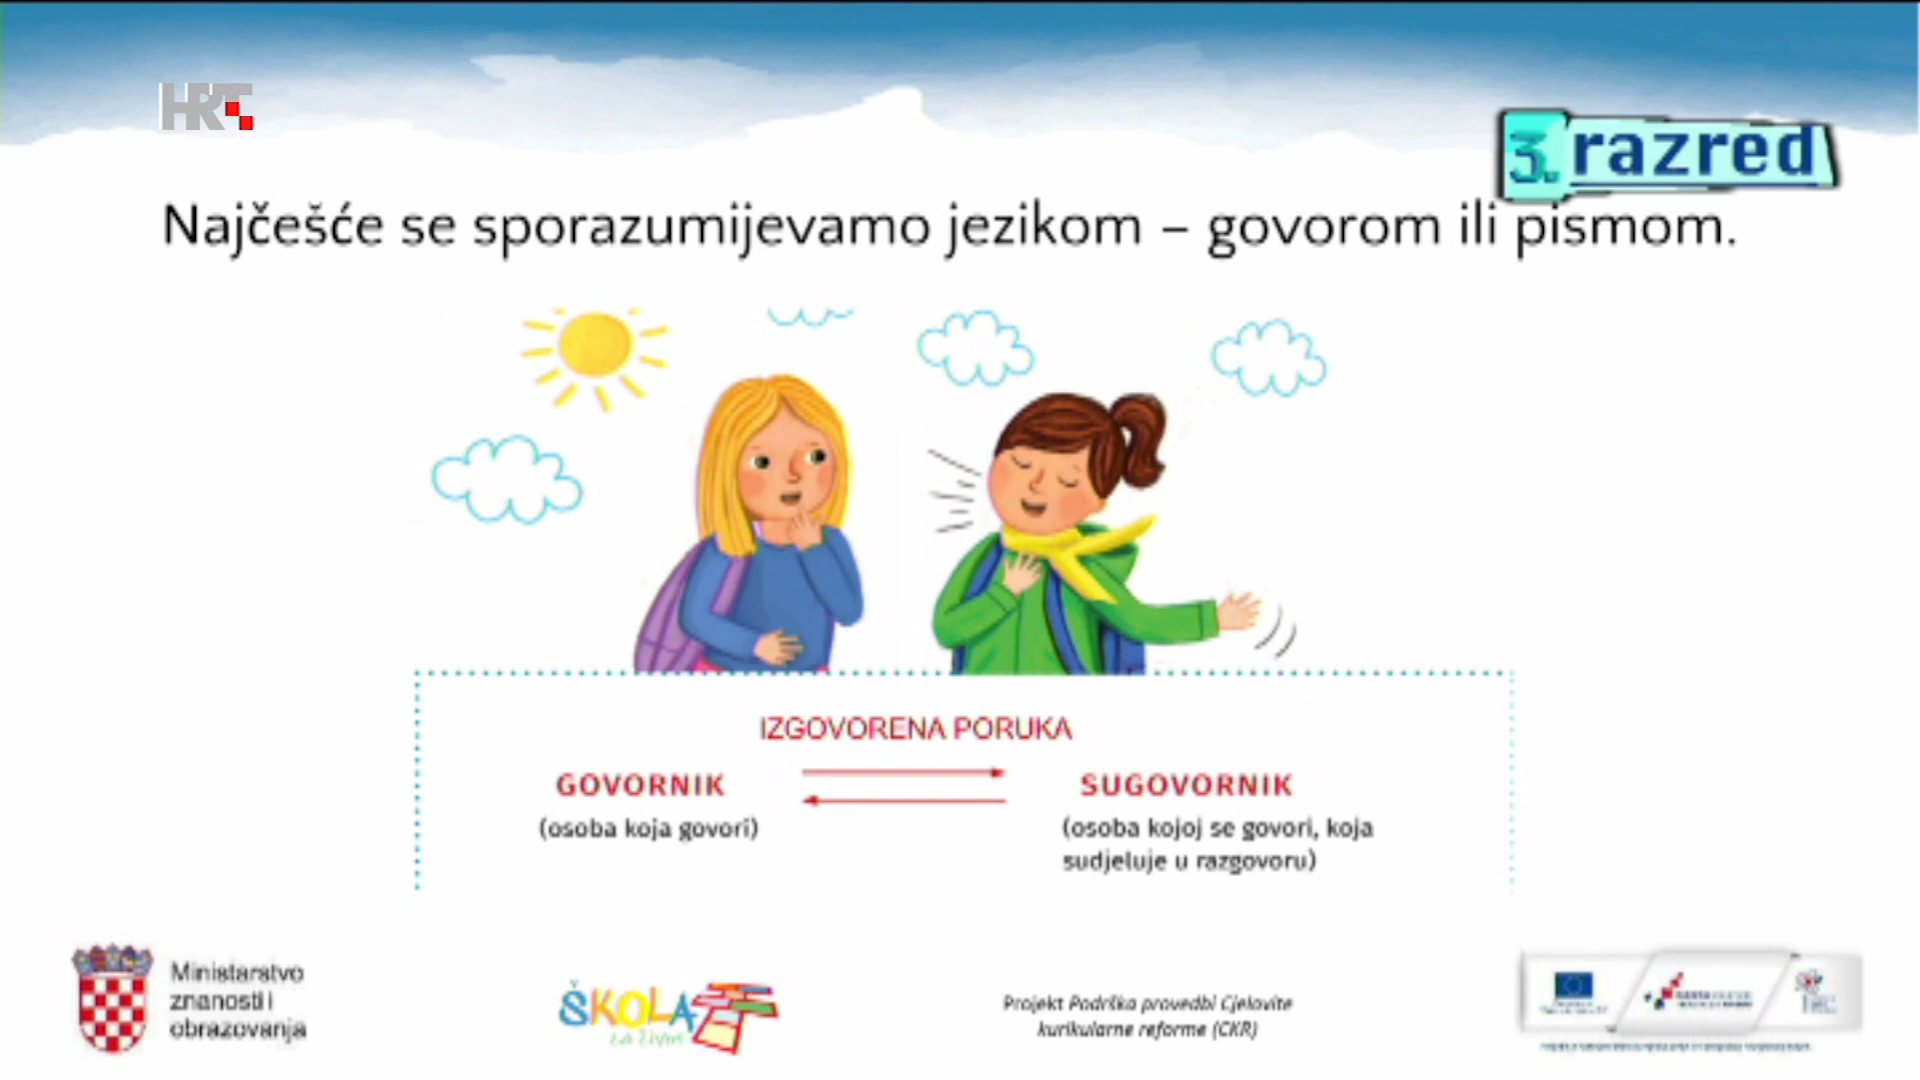 HRT
3. razred
Najčešće se sporazumijevamo jezikom – govorom ili pismom.
IZGOVORENA PORUKA
GOVORNIK
(osoba koja govori)
SUGOVORNIK
(osoba kojoj se govori, koja
sudjeluje u razgovoru)
Ministarstvo
znanosti i
obrazovanja
ŠKOLA
za život
Projekt Podrška provedbi Cjelovite
kurikularne reforme (CKR)